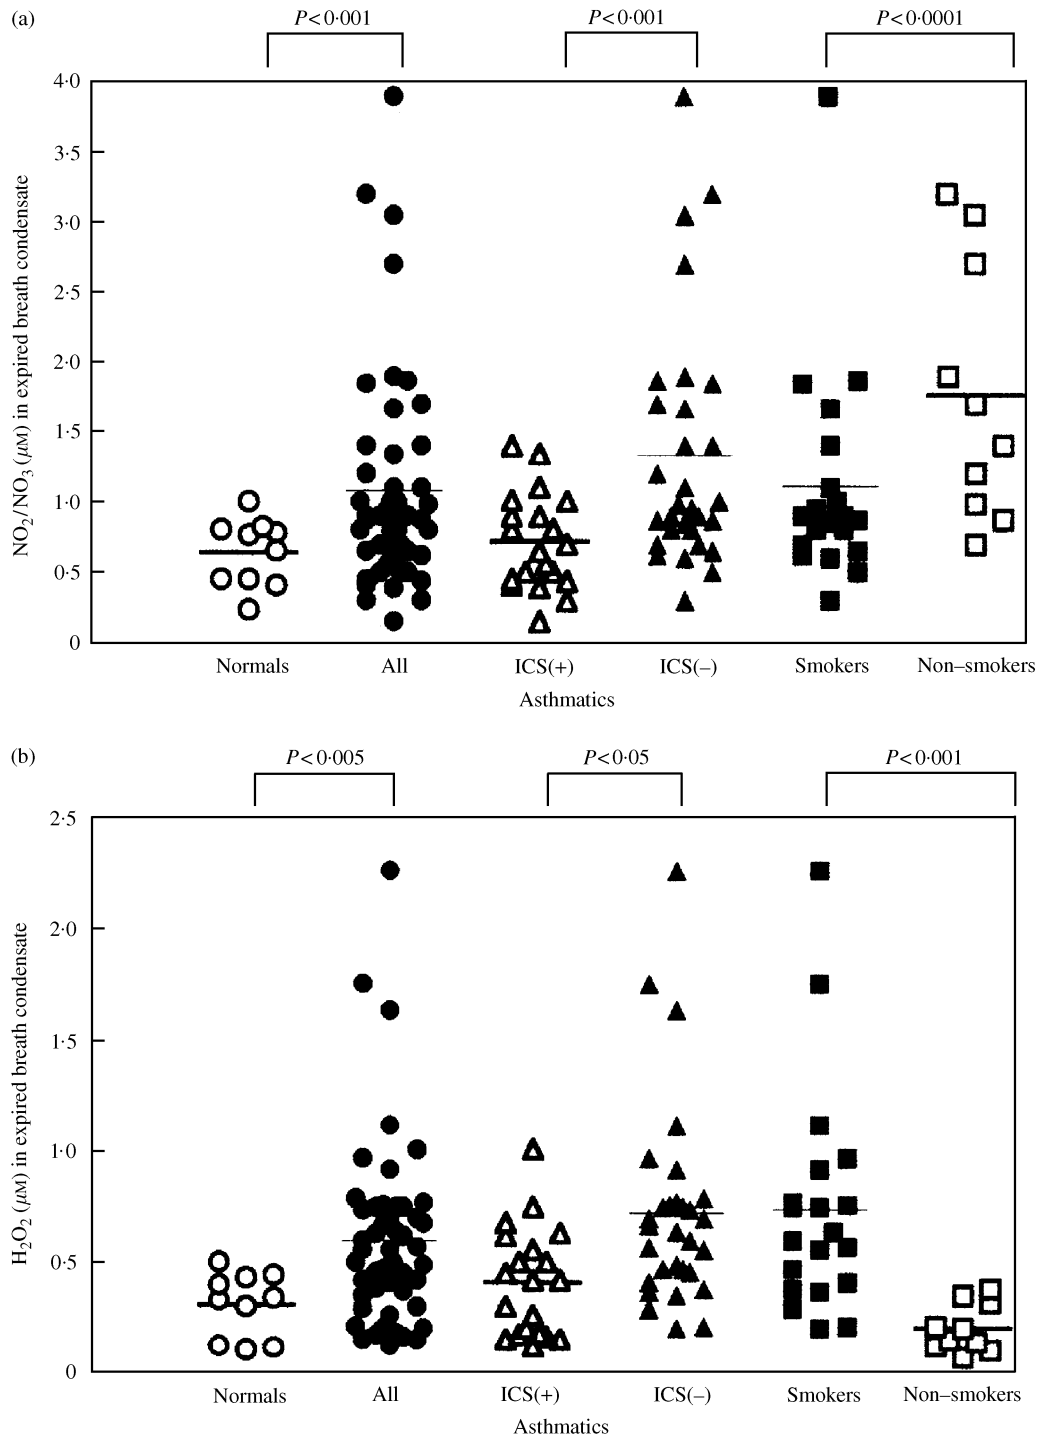 (a)
P<0·001
P<0·001
P<0·0001
NO2/NO3 (μM) in expired breath condensate
4·0
3·5
3·0
2·5
2·0
1·5
1·0
0·5
0
Normals
All
ICS(+)
ICS(–)
Smokers
Non–smokers
Asthmatics
(b)
P<0·005
P<0·05
P<0·001
H2O2 (μM) in expired breath condensate
2·5
2·0
1·5
1·0
0·5
0
Normals
All
ICS(+)
ICS(–)
Smokers
Non–smokers
Asthmatics